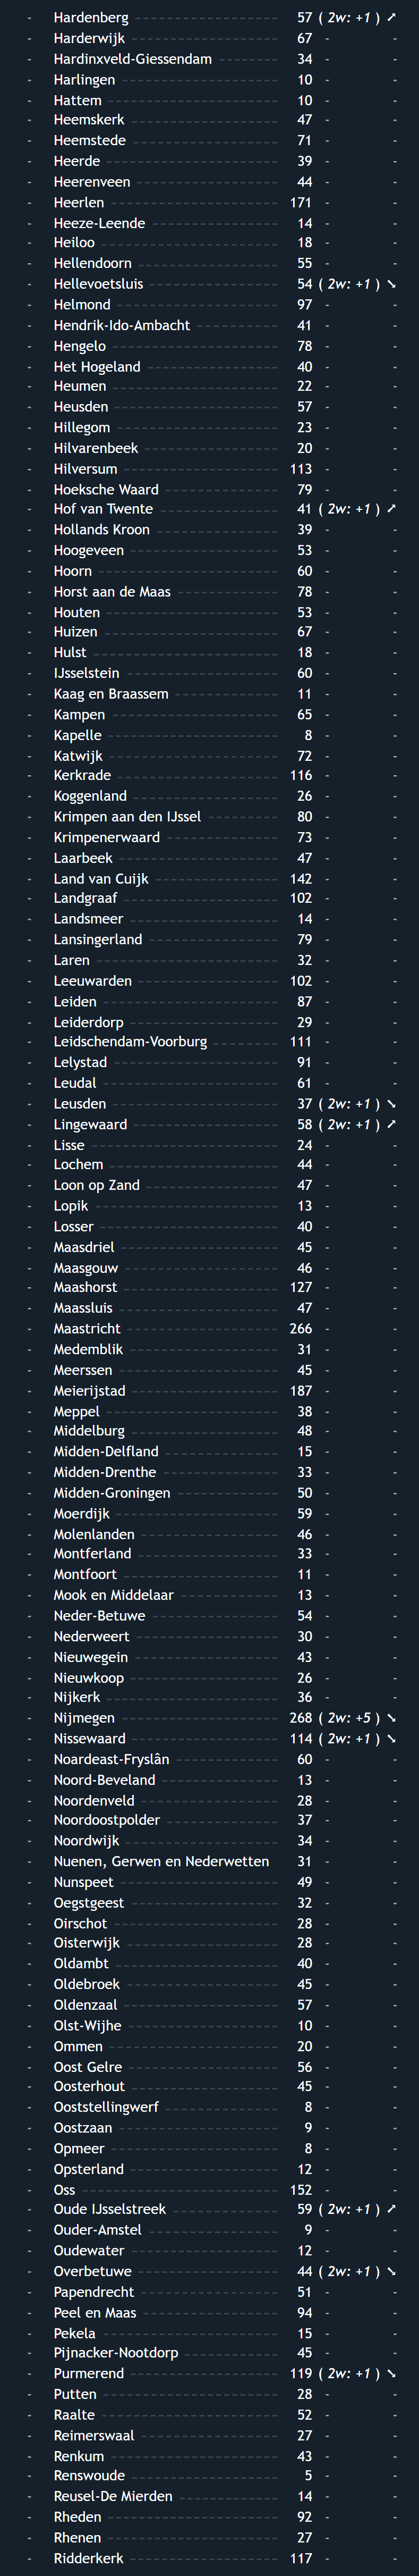 - Hardenberg 57 ( 2w: +1 ) ➚
- Harderwijk 67 - -
- Hardinxveld-Giessendam 34 - -
- Harlingen 10 - -
- Hattem 10 - -
- Heemskerk 47 - -
- Heemstede 71 - -
- Heerde 39 - -
- Heerenveen 44 - -
- Heerlen 171 - -
- Heeze-Leende 14 - -
- Heiloo 18 - -
- Hellendoorn 55 - -
- Hellevoetsluis 54 ( 2w: +1 ) ➘
- Helmond 97 - -
- Hendrik-Ido-Ambacht 41 - -
- Hengelo 78 - -
- Het Hogeland 40 - -
- Heumen 22 - -
- Heusden 57 - -
- Hillegom 23 - -
- Hilvarenbeek 20 - -
- Hilversum 113 - -
- Hoeksche Waard 79 - -
- Hof van Twente 41 ( 2w: +1 ) ➚
- Hollands Kroon 39 - -
- Hoogeveen 53 - -
- Hoorn 60 - -
- Horst aan de Maas 78 - -
- Houten 53 - -
- Huizen 67 - -
- Hulst 18 - -
- IJsselstein 60 - -
- Kaag en Braassem 11 - -
- Kampen 65 - -
- Kapelle 8 - -
- Katwijk 72 - -
- Kerkrade 116 - -
- Koggenland 26 - -
- Krimpen aan den IJssel 80 - -
- Krimpenerwaard 73 - -
- Laarbeek 47 - -
- Land van Cuijk 142 - -
- Landgraaf 102 - -
- Landsmeer 14 - -
- Lansingerland 79 - -
- Laren 32 - -
- Leeuwarden 102 - -
- Leiden 87 - -
- Leiderdorp 29 - -
- Leidschendam-Voorburg 111 - -
- Lelystad 91 - -
- Leudal 61 - -
- Leusden 37 ( 2w: +1 ) ➘
- Lingewaard 58 ( 2w: +1 ) ➚
- Lisse 24 - -
- Lochem 44 - -
- Loon op Zand 47 - -
- Lopik 13 - -
- Losser 40 - -
- Maasdriel 45 - -
- Maasgouw 46 - -
- Maashorst 127 - -
- Maassluis 47 - -
- Maastricht 266 - -
- Medemblik 31 - -
- Meerssen 45 - -
- Meierijstad 187 - -
- Meppel 38 - -
- Middelburg 48 - -
- Midden-Delfland 15 - -
- Midden-Drenthe 33 - -
- Midden-Groningen 50 - -
- Moerdijk 59 - -
- Molenlanden 46 - -
- Montferland 33 - -
- Montfoort 11 - -
- Mook en Middelaar 13 - -
- Neder-Betuwe 54 - -
- Nederweert 30 - -
- Nieuwegein 43 - -
- Nieuwkoop 26 - -
- Nijkerk 36 - -
- Nijmegen 268 ( 2w: +5 ) ➘
- Nissewaard 114 ( 2w: +1 ) ➘
- Noardeast-Fryslân 60 - -
- Noord-Beveland 13 - -
- Noordenveld 28 - -
- Noordoostpolder 37 - -
- Noordwijk 34 - -
- Nuenen, Gerwen en Nederwetten 31 - -
- Nunspeet 49 - -
- Oegstgeest 32 - -
- Oirschot 28 - -
- Oisterwijk 28 - -
- Oldambt 40 - -
- Oldebroek 45 - -
- Oldenzaal 57 - -
- Olst-Wijhe 10 - -
- Ommen 20 - -
- Oost Gelre 56 - -
- Oosterhout 45 - -
- Ooststellingwerf 8 - -
- Oostzaan 9 - -
- Opmeer 8 - -
- Opsterland 12 - -
- Oss 152 - -
- Oude IJsselstreek 59 ( 2w: +1 ) ➚
- Ouder-Amstel 9 - -
- Oudewater 12 - -
- Overbetuwe 44 ( 2w: +1 ) ➘
- Papendrecht 51 - -
- Peel en Maas 94 - -
- Pekela 15 - -
- Pijnacker-Nootdorp 45 - -
- Purmerend 119 ( 2w: +1 ) ➘
- Putten 28 - -
- Raalte 52 - -
- Reimerswaal 27 - -
- Renkum 43 - -
- Renswoude 5 - -
- Reusel-De Mierden 14 - -
- Rheden 92 - -
- Rhenen 27 - -
- Ridderkerk 117 - -